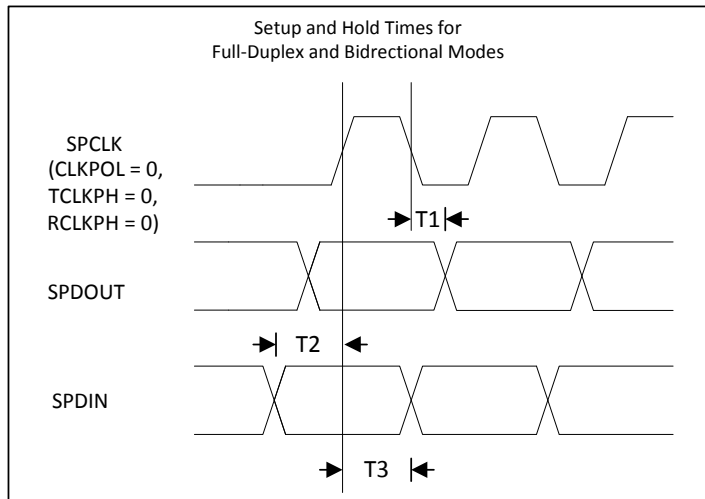 Setup and Hold Times for
Full-Duplex and Bidrectional Modes
SPCLK
(CLKPOL = 0,
TCLKPH = 0,
RCLKPH = 0)
T1
SPDOUT
T2
SPDIN
T3